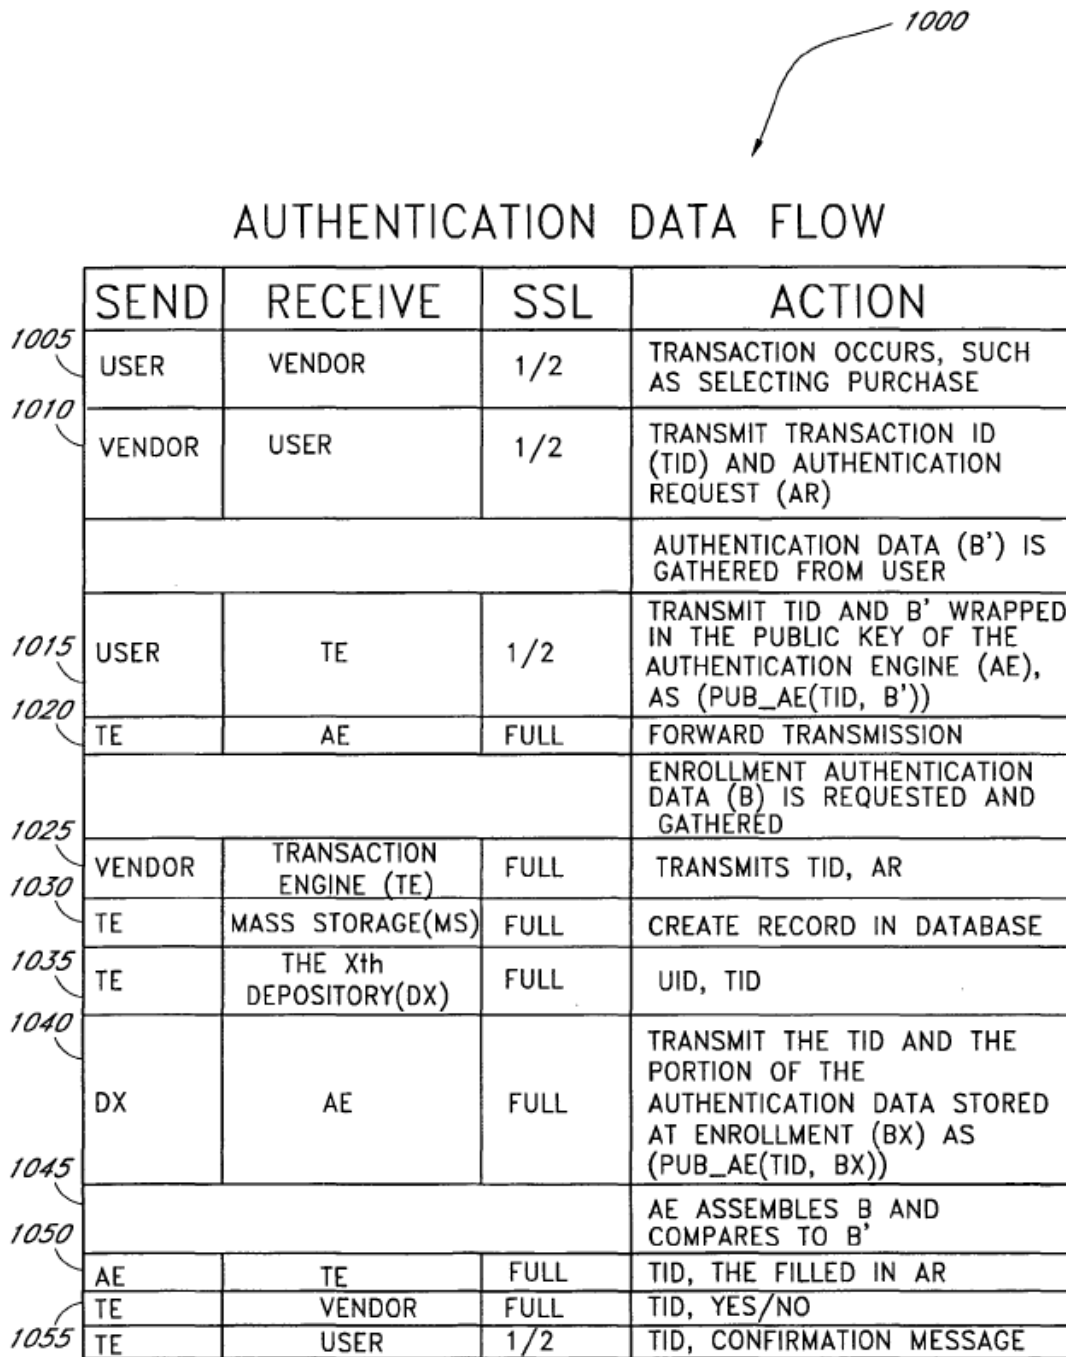 1000
AUTHENTICATION DATA FLOW
SEND RECEIVE SSL ACTION
1005
USER VENDOR 1/2 TRANSACTION OCCURS, SUCH
AS SELECTING PURCHASE
1010
VENDOR USER 1/2 TRANSMIT TRANSACTION ID
(TID) AND AUTHENTICATION
REQUEST (AR)
AUTHENTICATION DATA (B') IS
GATHERED FROM USER
1015
USER TE 1/2 TRANSMIT TID AND B' WRAPPED
IN THE PUBLIC KEY OF THE
AUTHENTICATION ENGINE (AE),
AS (PUB_AE(TID, B'))
1020
TE AE FULL FORWARD TRANSMISSION
ENROLLMENT AUTHENTICATION
DATA (B) IS REQUESTED AND
GATHERED
1025
VENDOR TRANSACTION
ENGINE (TE) FULL TRANSMITS TID, AR
1030
TE MASS STORAGE(MS) FULL CREATE RECORD IN DATABASE
1035
TE THE Xth
DEPOSITORY(DX) FULL UID, TID
1040
DX AE FULL TRANSMIT THE TID AND THE
PORTION OF THE
AUTHENTICATION DATA STORED
AT ENROLLMENT (BX) AS
(PUB_AE(TID, BX))
1045
AE ASSEMBLES B AND
COMPARES TO B'
1050
AE TE FULL TID, THE FILLED IN AR
TE VENDOR FULL TID, YES/NO
1055
TE USER 1/2 TID, CONFIRMATION MESSAGE